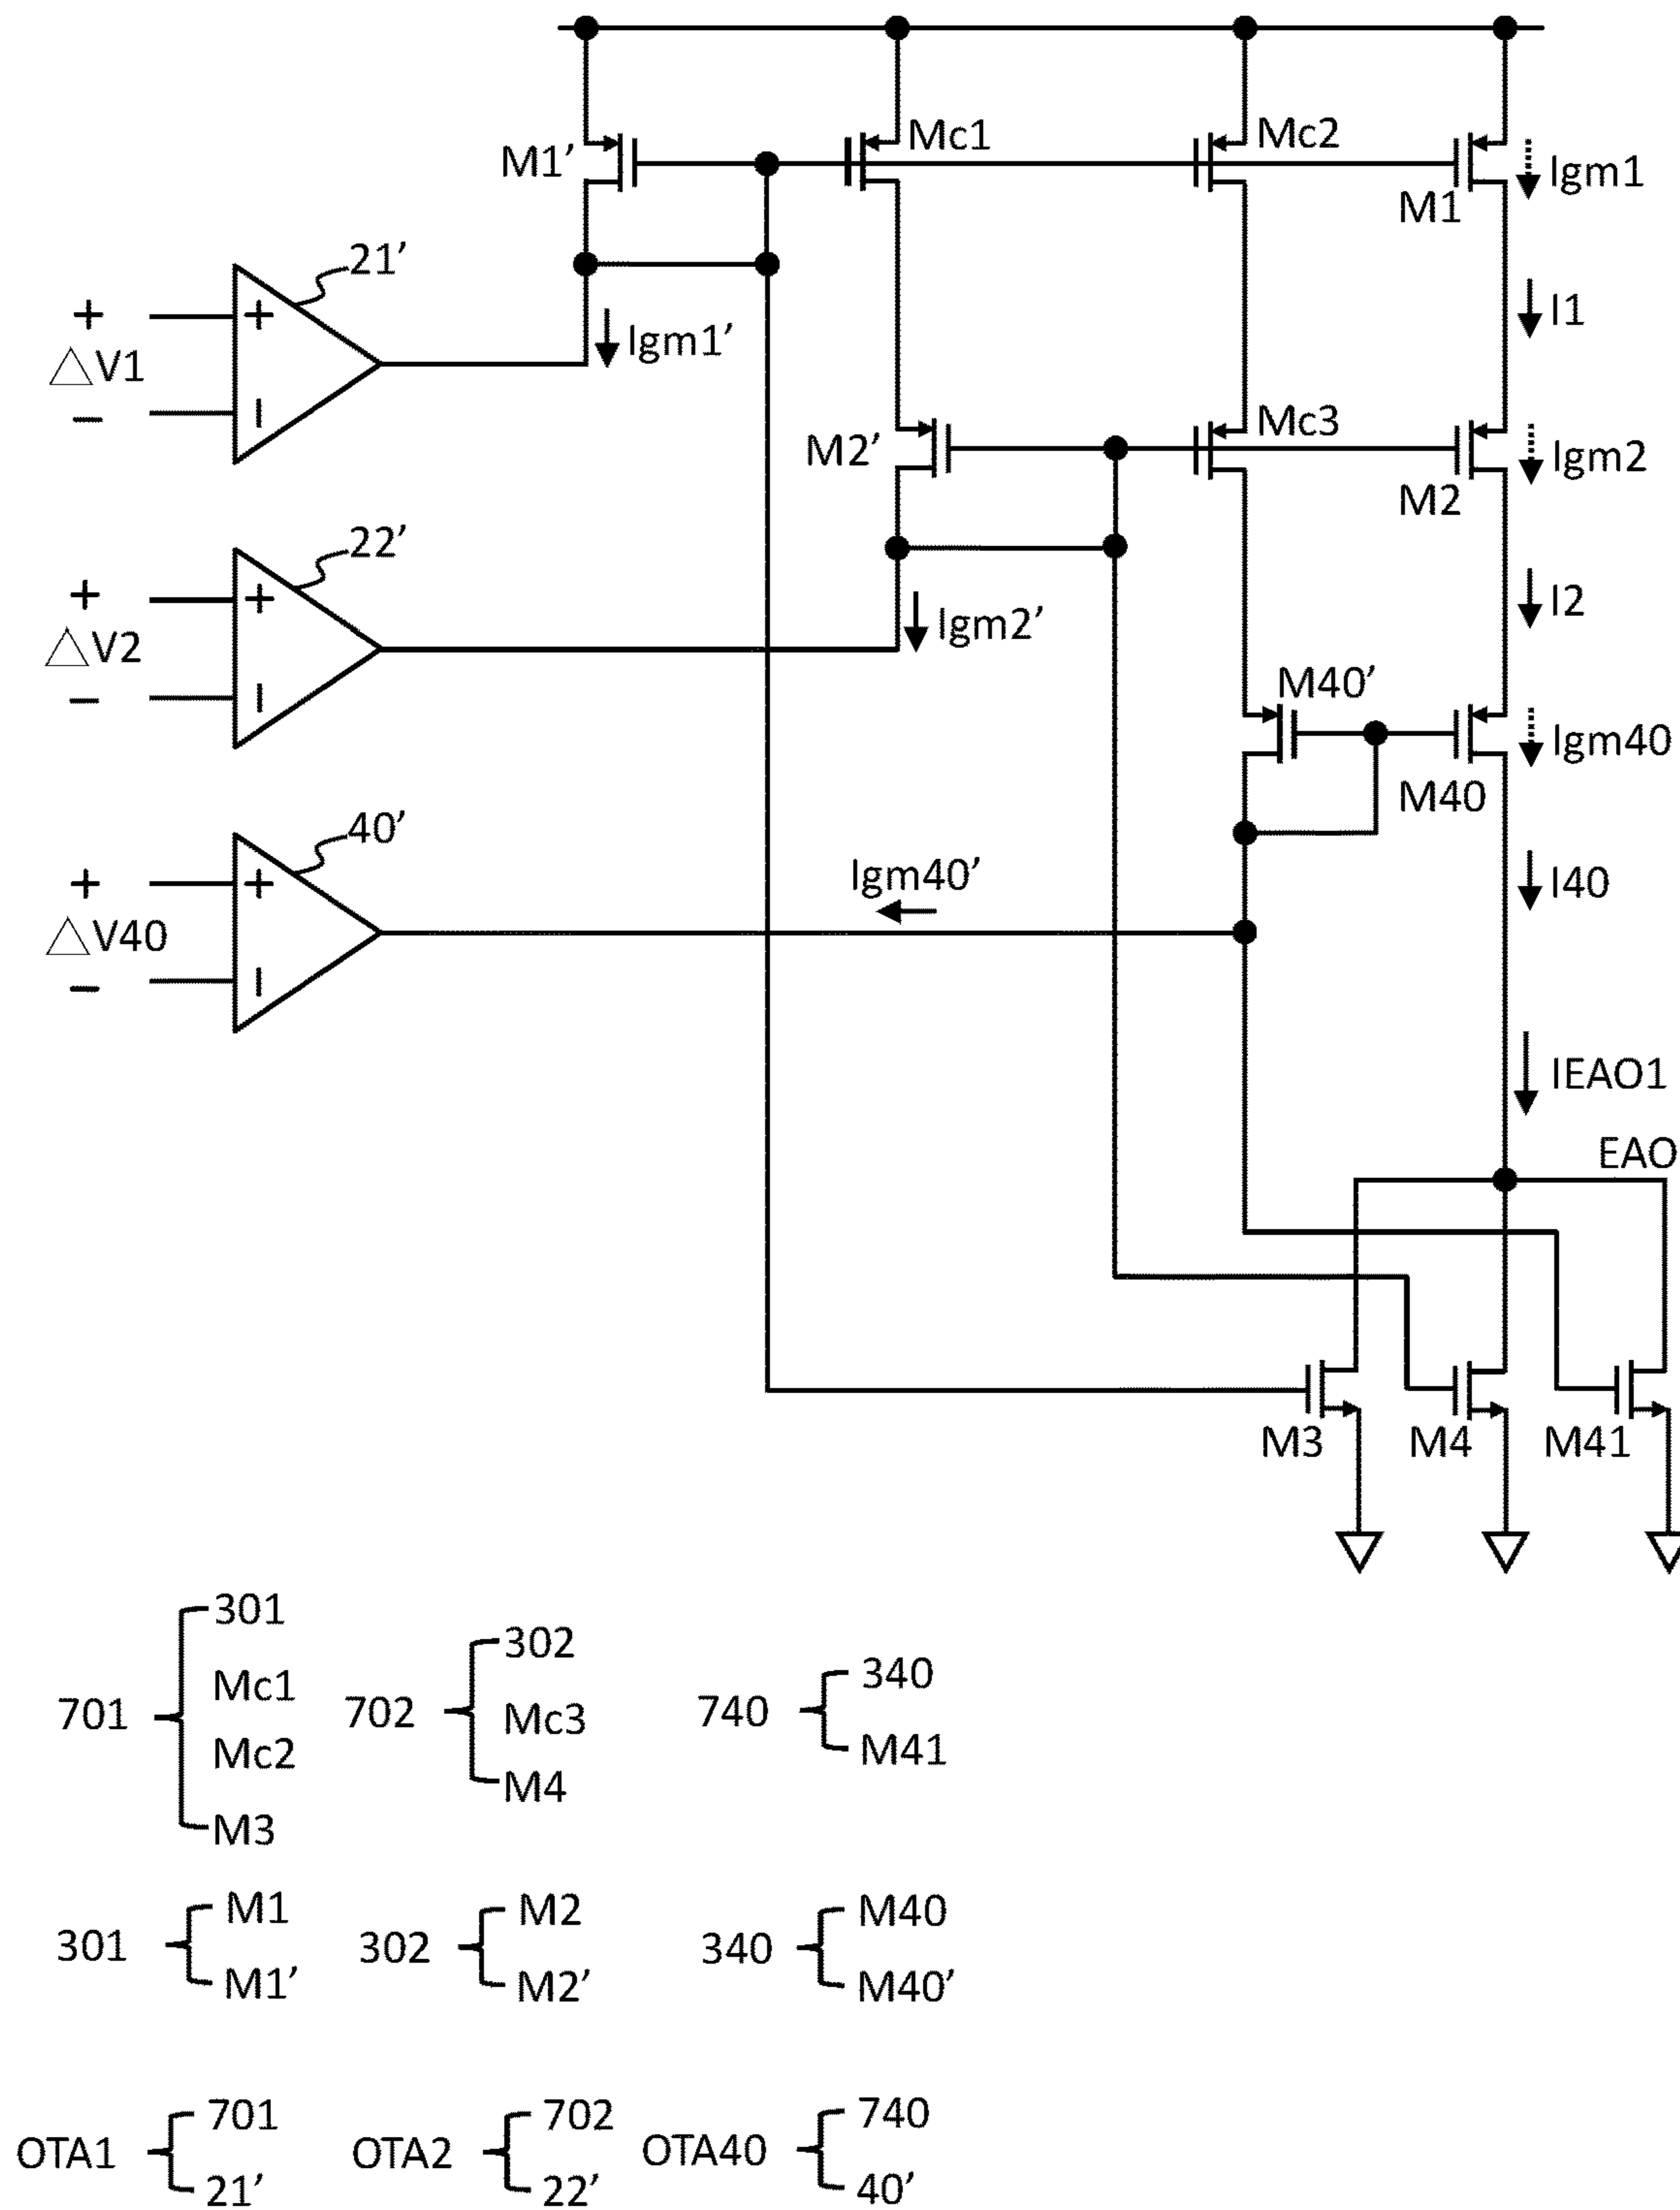 M1’ Mc1 Mc2 M1 Igm1
21’
+ △V1 −
+ −
Igm1’
I1
M2’ Mc3 M2 Igm2
22’
+ △V2 −
+ −
Igm2’
I2
M40’ M40 Igm40
40’
+ △V40 −
+ −
Igm40’
I40
IEAO1
EAO
M3 M4 M41
701 { 301 Mc1 Mc2 M3
702 { 302 Mc3 M4
740 { 340 M41
301 { M1 M1’
302 { M2 M2’
340 { M40 M40’
OTA1 { 701 21’
OTA2 { 702 22’
OTA40 { 740 40’